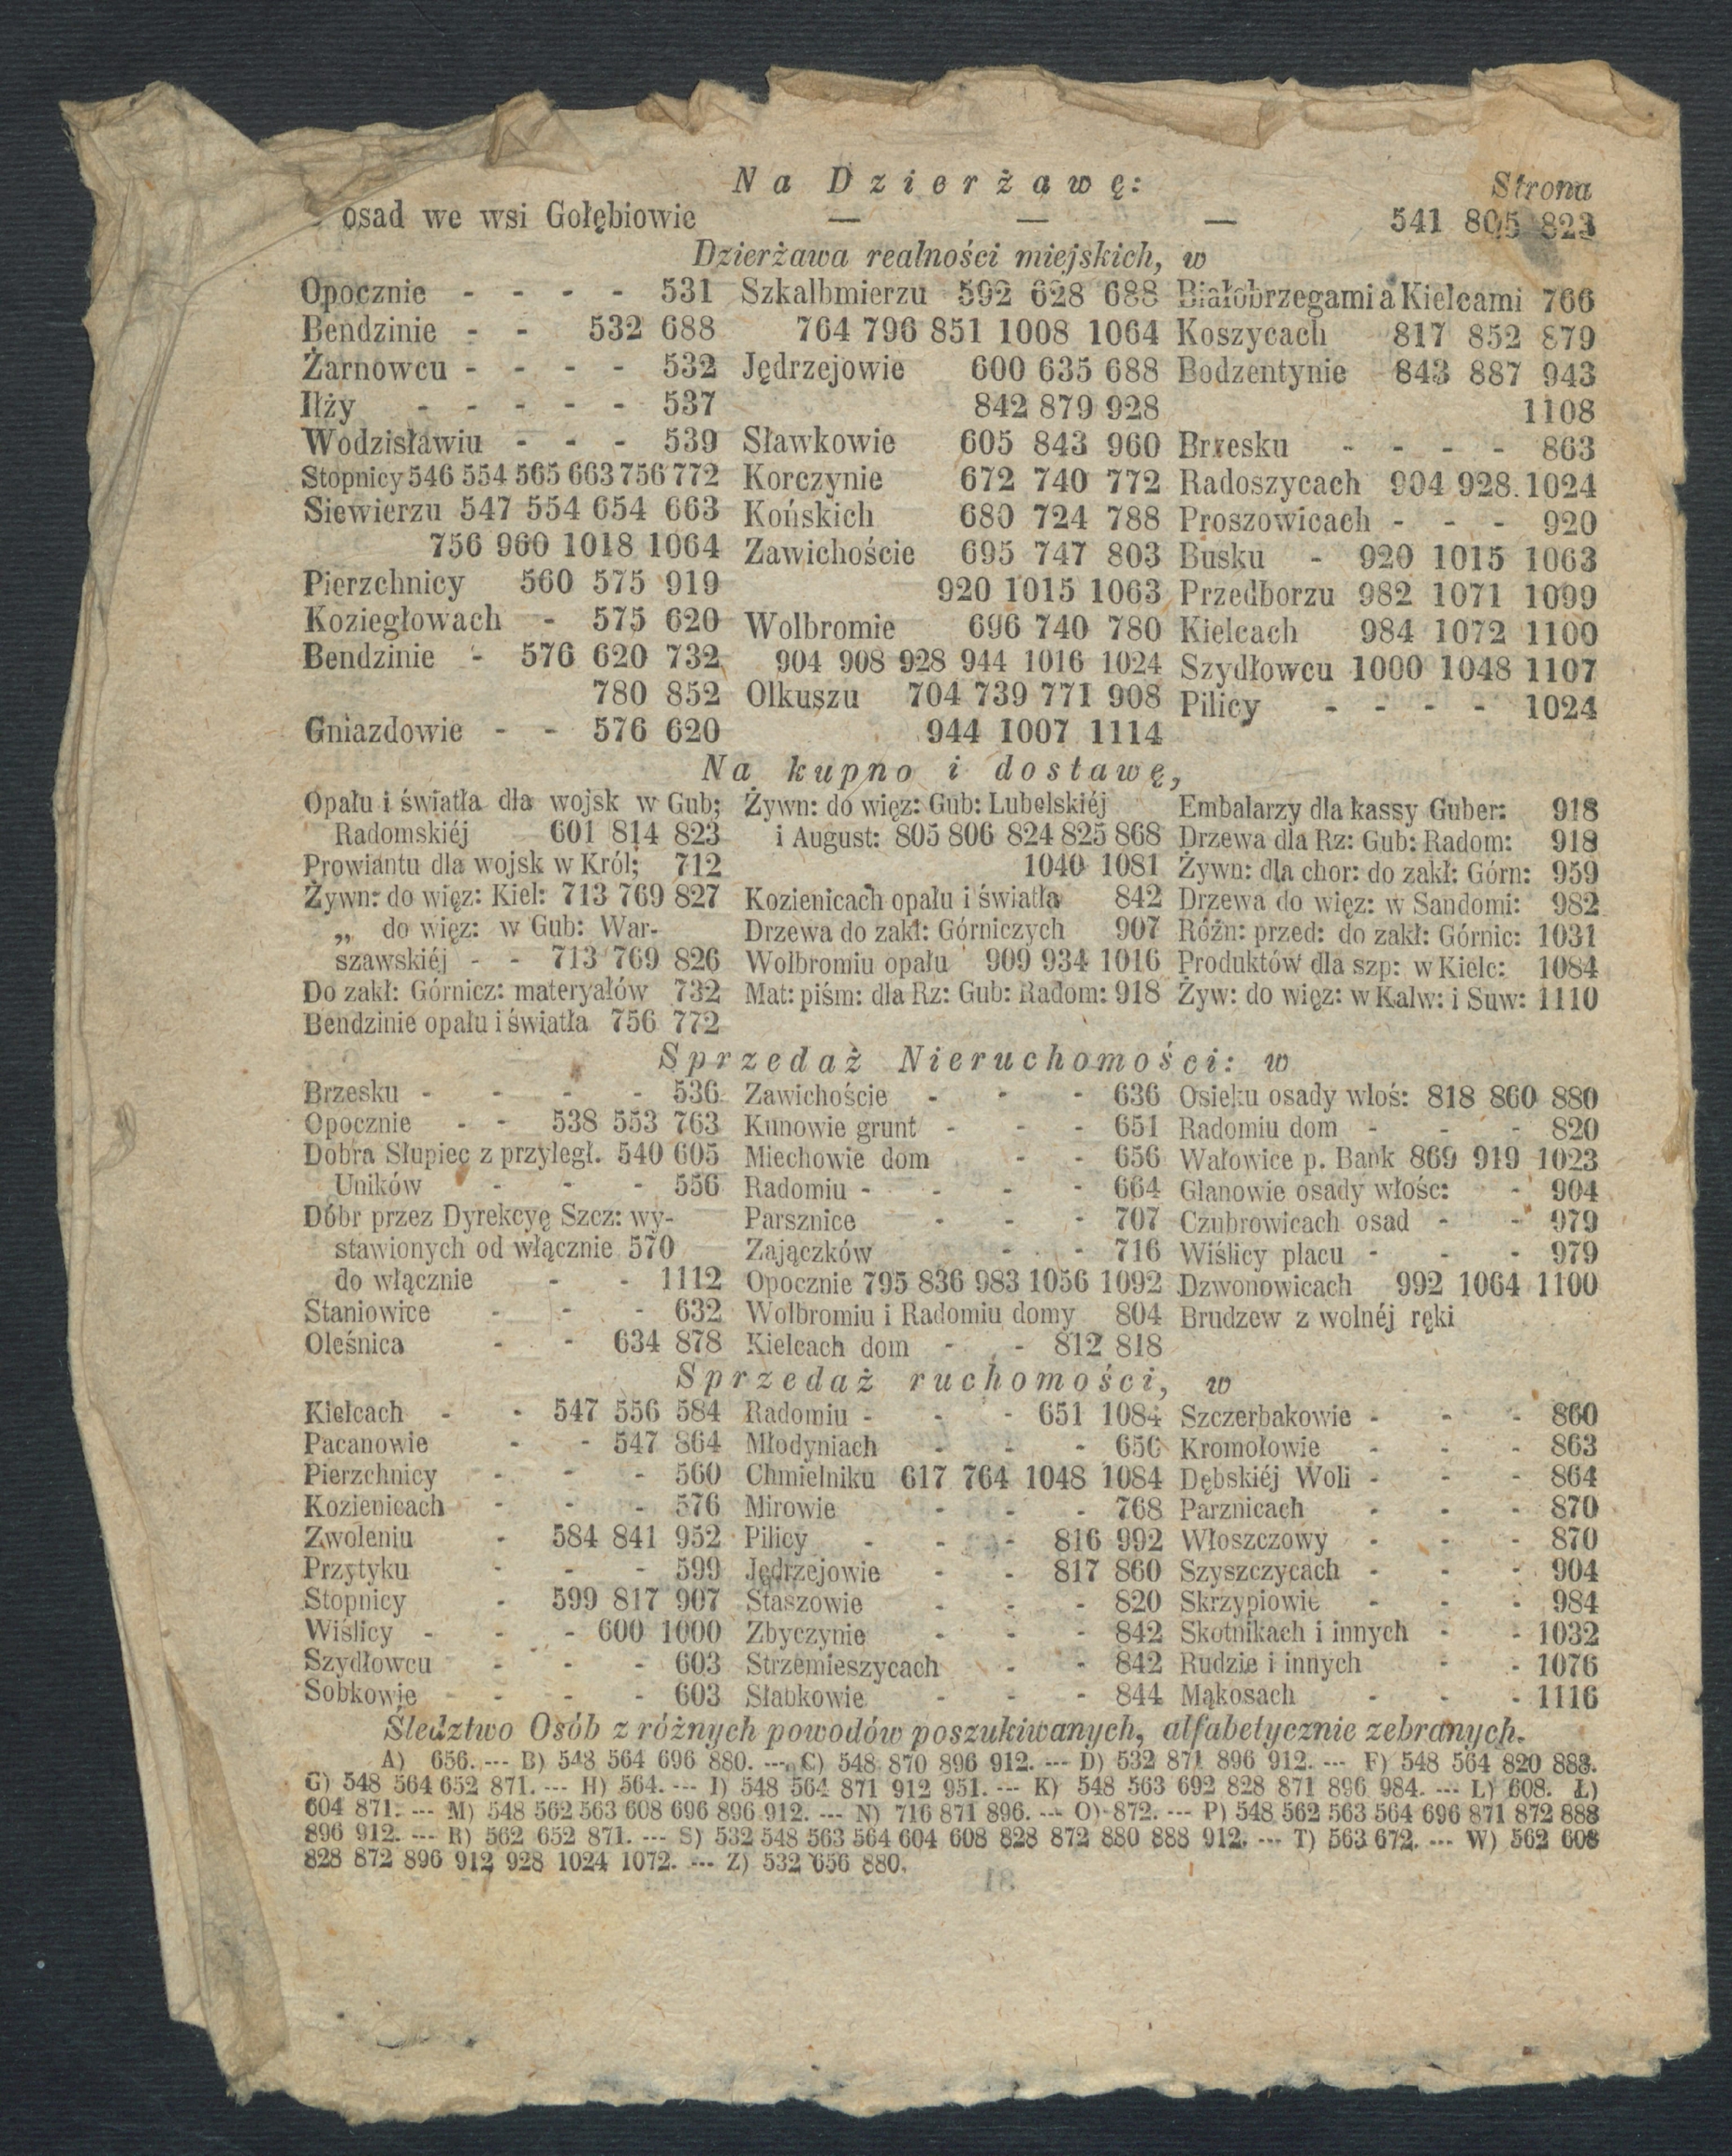 Na Dzierżawę:
Strona
osad we wsi Gołębiowie — — — 541 805 823
Dzierżawa realności miejskich, w
Opocznie - - - - 531
Bendzinie - - 532 688
Żarnowcu - - - - 532
Iłży - - - - - 537
Wodzisławiu - - - 539
Stopnicy 546 554 565 663 756 772
Siewierzu 547 554 654 663
756 960 1018 1064
Pierzchnicy 560 575 919
Koziegłowach - 575 620
Bendzinie - 576 620 732
780 852
Gniazdowie - - 576 620
Szkalbmierzu 592 628 688
764 796 851 1008 1064
Jędrzejowie 600 635 688
842 879 928
Sławkowie 605 843 960
Korczynie 672 740 772
Końskich 680 724 788
Zawichoście 695 747 803
920 1015 1063
Wolbromie 696 740 780
904 908 928 944 1016 1024
Olkuszu 704 739 771 908
944 1007 1114
Białobrzegami a Kielcami 766
Koszycach 817 852 879
Bodzentynie 843 887 943
1108
Brzesku - - - - 863
Radoszycach 904 928 1024
Proszowicach - - - 920
Busku - 920 1015 1063
Przedborzu 982 1071 1099
Kielcach 984 1072 1100
Szydłowcu 1000 1048 1107
Pilicy - - - - 1024
Na kupno i dostawę,
Opału i światła dla wojsk w Gub;
Radomskiéj 601 814 823
Prowiantu dla wojsk w Król; 712
Żywn: do więz: Kiel: 713 769 827
„ do więz: w Gub: War-
szawskiéj - - 713 769 826
Do zakł: Górnicz: materyałów 732
Bendzinie opału i światła 756 772
Żywn: do więz: Gub: Lubelskiéj
i August: 805 806 824 825 868
1040 1081
Kozienicach opału i światła 842
Drzewa do zakł: Górniczych 907
Wolbromiu opału 909 934 1016
Mat: piśm: dla Rz: Gub: Radom: 918
Embalarzy dla kassy Guber: 918
Drzewa dla Rz: Gub: Radom: 918
Żywn: dla chor: do zakł: Górn: 959
Drzewa do więz: w Sandomi: 982
Różn: przed: do zakł: Górnic: 1031
Produktów dla szp: w Kielc: 1084
Żyw: do więz: w Kalw: i Suw: 1110
Sprzedaż Nieruchomości: w
Brzesku - - - - 536
Opocznie - - 538 553 763
Dobra Słupiec z przyległ. 540 605
Uników - - - 556
Dóbr przez Dyrekcyę Szcz: wy-
stawionych od włącznie 570
do włącznie - - 1112
Staniowice - - - 632
Oleśnica - - 634 878
Zawichoście - - - 636
Kunowie grunt - - - 651
Miechowie dom - - 656
Radomiu - - - - 664
Parsznice - - - 707
Zajączków - - 716
Opocznie 795 836 983 1056 1092
Wolbromiu i Radomiu domy 804
Kielcach dom - - 812 818
Osieku osady włoś: 818 860 880
Radomiu dom - - - 820
Wałowice p. Bank 869 919 1023
Glanowie osady włośc: - 904
Czubrowicach osad - - 979
Wiślicy placu - - - 979
Dzwonowicach 992 1064 1100
Brudzew z wolnéj ręki
Sprzedaż ruchomości, w
Kielcach - - 547 556 584
Pacanowie - - 547 864
Pierzchnicy - - - 560
Kozienicach - - - 576
Zwoleniu - 584 841 952
Przytyku - - - 599
Stopnicy - 599 817 907
Wiślicy - - - 600 1000
Szydłowcu - - - 603
Sobkowie - - - - 603
Radomiu - - - 651 1084
Młodyniach - - - 656
Chmielniku 617 764 1048 1084
Mirowie - - - 768
Pilicy - - - 816 992
Jędrzejowie - - 817 860
Staszowie - - - 820
Zbyczynie - - - 842
Strzemieszycach - - 842
Słabkowie - - - 844
Szczerbakowie - - - 860
Kromołowie - - - 863
Dębskiéj Woli - - - 864
Parznicach - - - 870
Włoszczowy - - - 870
Szyszczycach - - - 904
Skrzypiowie - - - 984
Skotnikach i innych - - 1032
Rudzie i innych - - 1076
Mąkosach - - - 1116
Śledztwo Osób z różnych powodów poszukiwanych, alfabetycznie zebranych.
A) 656. --- B) 548 564 696 880. --- C) 548 870 896 912. --- D) 532 871 896 912. --- F) 548 564 820 888.
G) 548 564 652 871. --- H) 564. --- I) 548 564 871 912 951. --- K) 548 563 692 828 871 896 984. --- L) 608. Ł)
604 871. --- M) 548 562 563 608 696 896 912. --- N) 716 871 896. --- O) 872. --- P) 548 562 563 564 696 871 872 888
896 912. --- R) 562 652 871. --- S) 532 548 563 564 604 608 828 872 880 888 912. --- T) 563 672. --- W) 562 608
828 872 896 912 928 1024 1072. --- Z) 532 656 880.